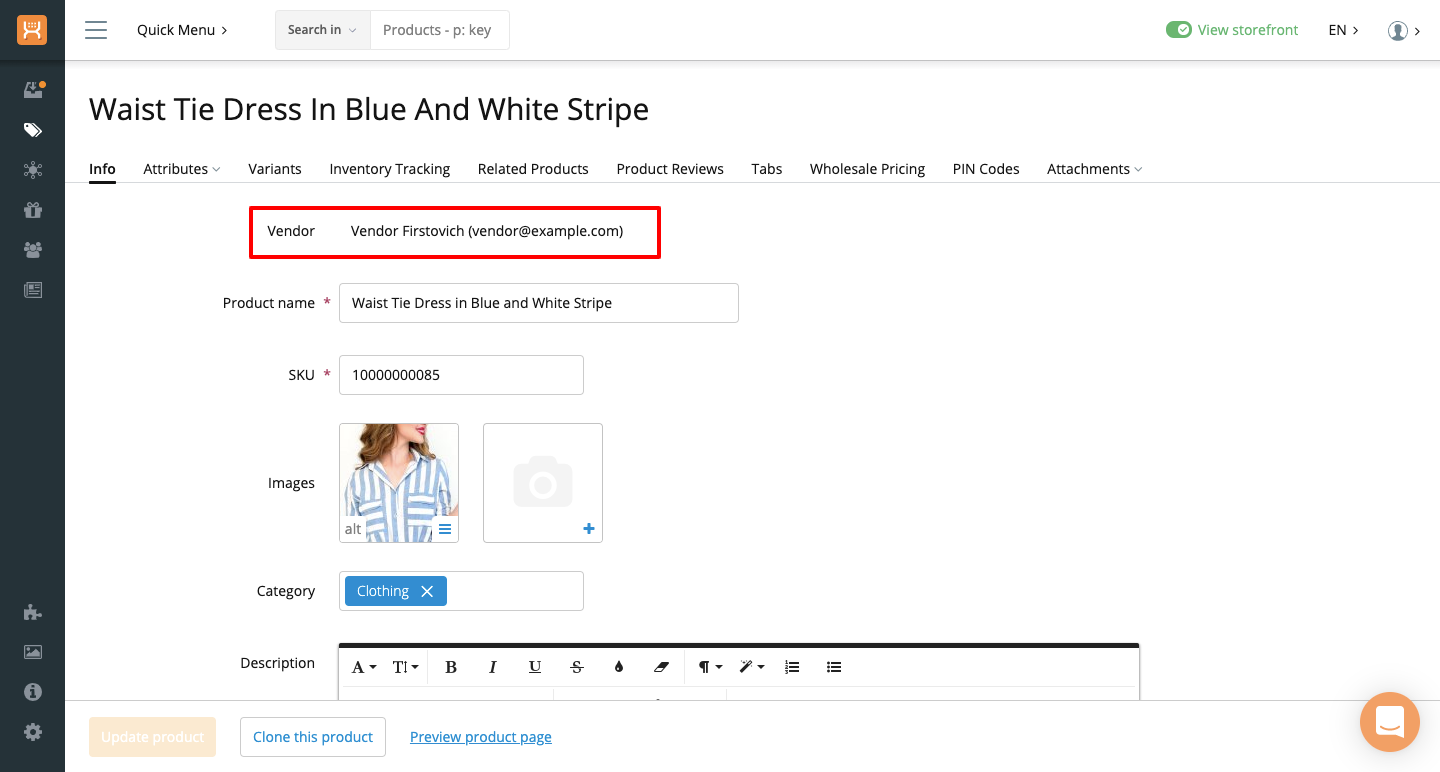 Quick Menu
Search in
Products - p: key
View storefront
EN
Waist Tie Dress In Blue And White Stripe
Info Attributes Variants Inventory Tracking Related Products Product Reviews Tabs Wholesale Pricing PIN Codes Attachments
Vendor Vendor Firstovich (vendor@example.com)
Product name * Waist Tie Dress in Blue and White Stripe
SKU * 10000000085
Images
alt
Category Clothing
Description
A T B I U S
Update product Clone this product Preview product page